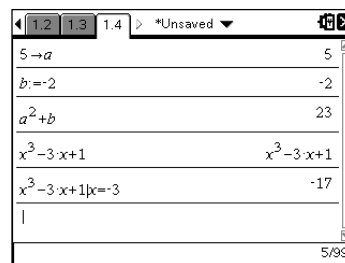 1.2 1.3 1.4 *Unsaved
5→a 5
b:=-2 -2
a²+b 23
x³-3·x+1 x³-3·x+1
x³-3·x+1|x=-3 -17
5/99